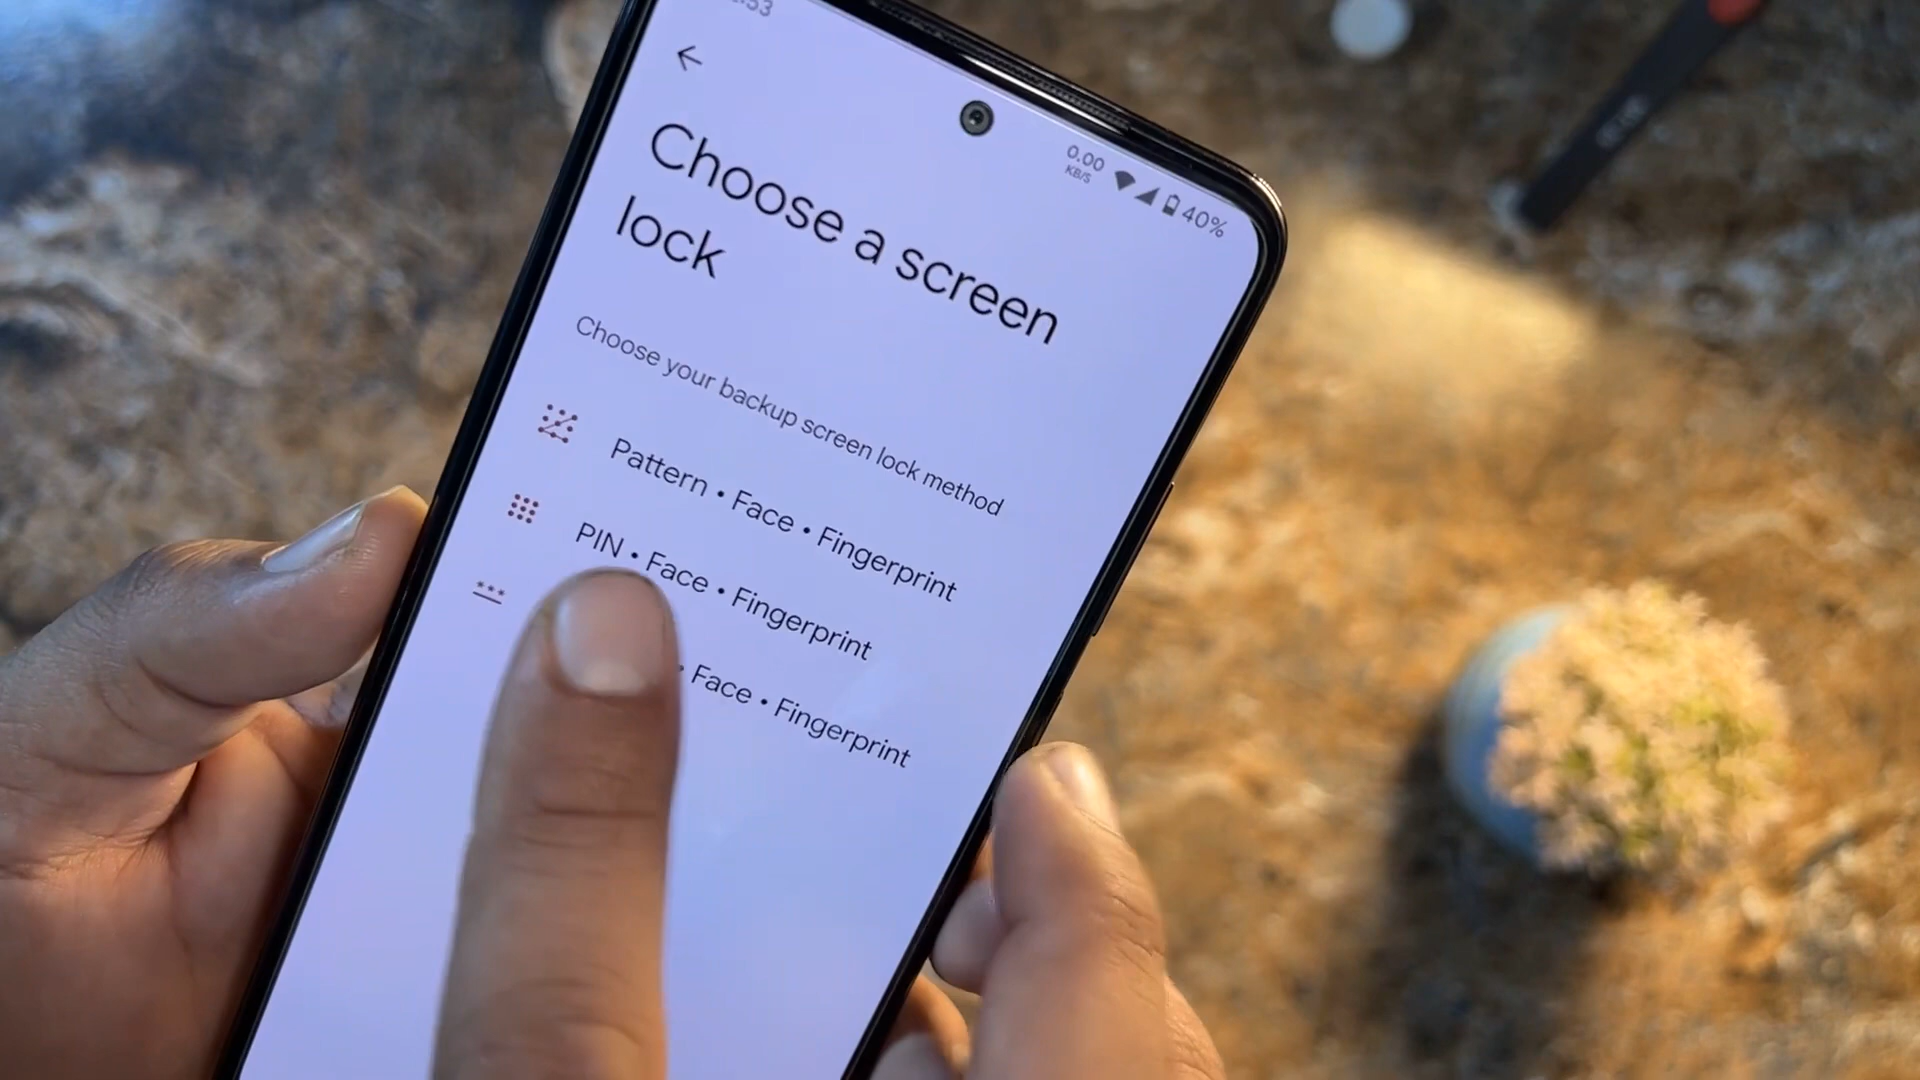 :53
0.00
KB/S
40%
Choose a screen
lock
Choose your backup screen lock method
Pattern • Face • Fingerprint
PIN • Face • Fingerprint
• Face • Fingerprint